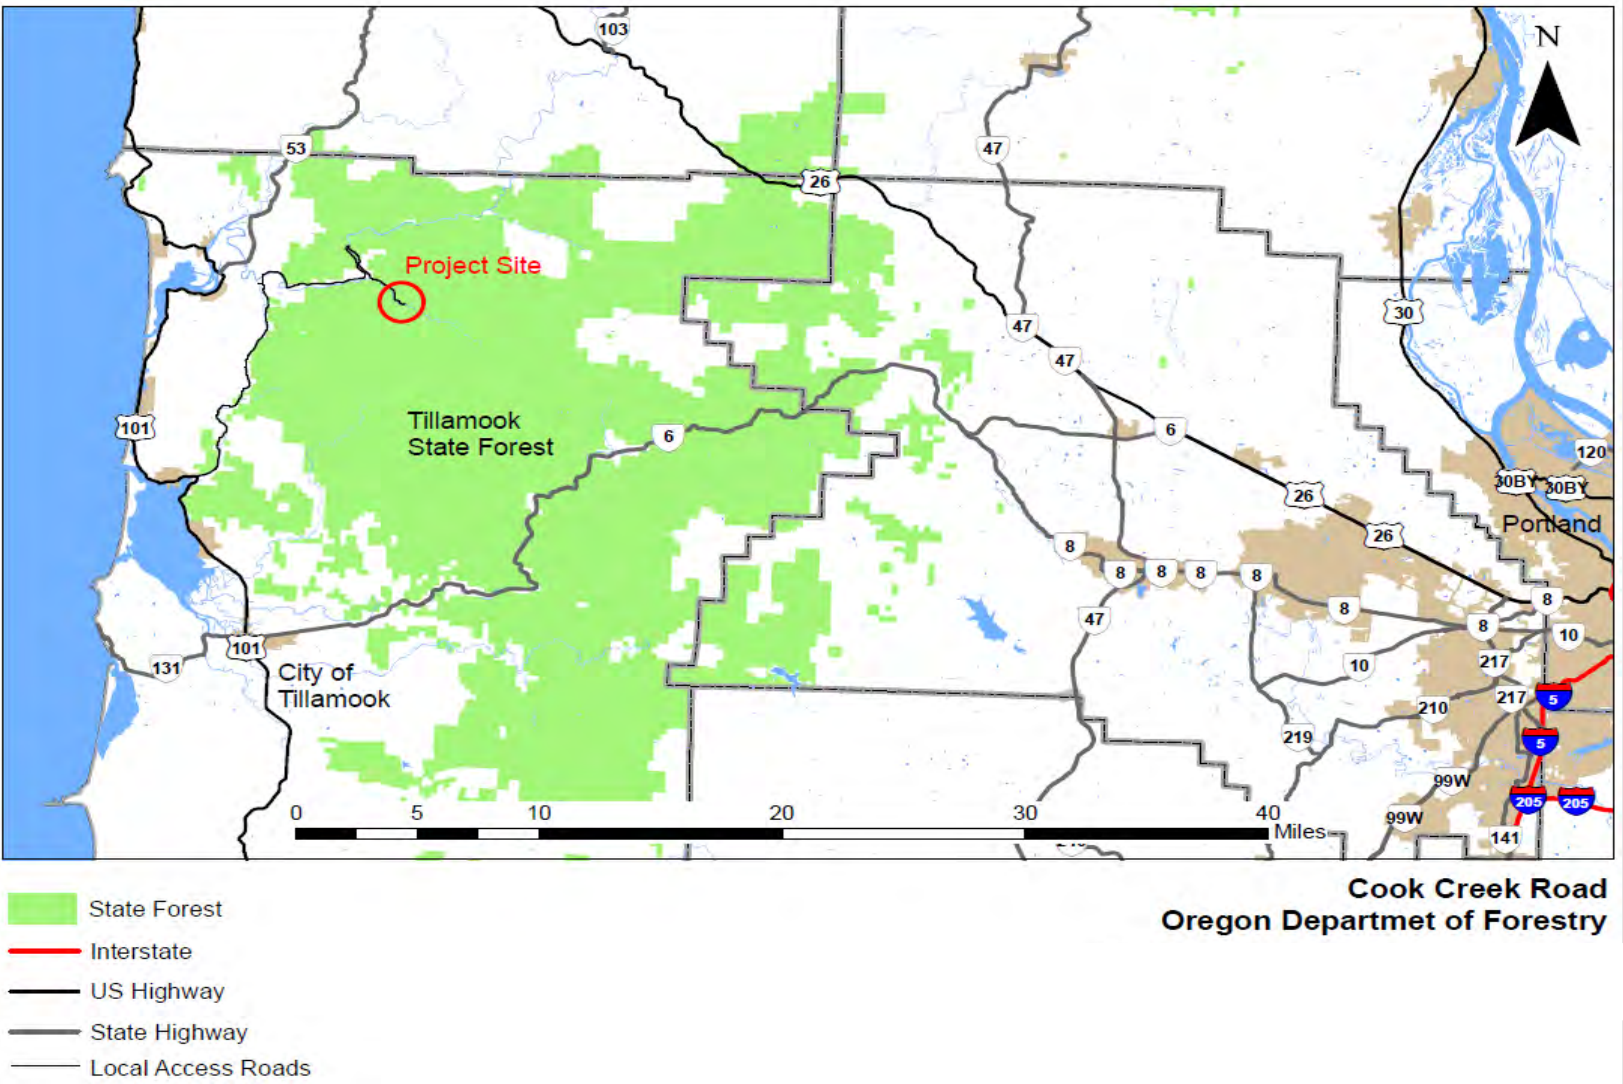 103
N
47
53
26
Project Site
30
47
47
Tillamook
State Forest
101
6
6
120
26
30BY
30BY
Portland
26
8
8
8
8
8
8
8
47
8
10
101
131
10
217
City of
Tillamook
5
217
210
219
5
99W
205
205
99W
141
0
5
10
20
30
40
Miles
State Forest
Cook Creek Road
Oregon Departmet of Forestry
Interstate
US Highway
State Highway
Local Access Roads